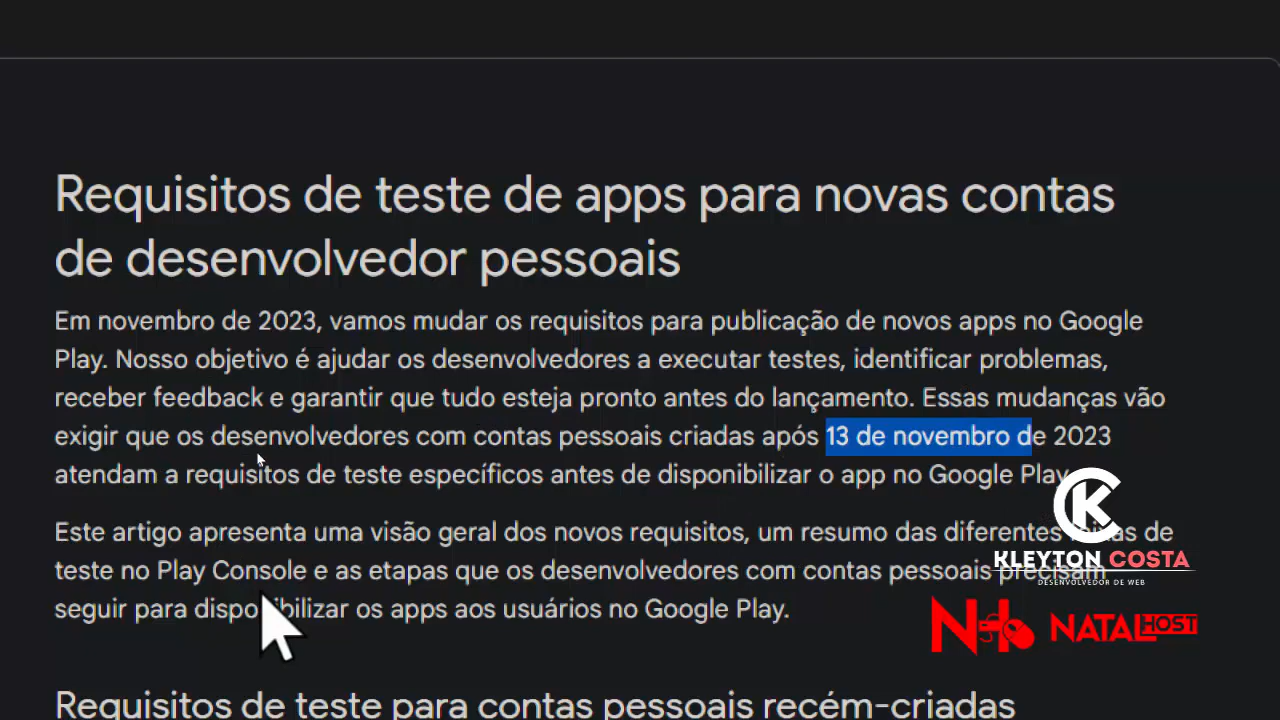 Requisitos de teste de apps para novas contas
de desenvolvedor pessoais
Em novembro de 2023, vamos mudar os requisitos para publicação de novos apps no Google
Play. Nosso objetivo é ajudar os desenvolvedores a executar testes, identificar problemas,
receber feedback e garantir que tudo esteja pronto antes do lançamento. Essas mudanças vão
exigir que os desenvolvedores com contas pessoais criadas após 13 de novembro de 2023
atendam a requisitos de teste específicos antes de disponibilizar o app no Google Play.
Este artigo apresenta uma visão geral dos novos requisitos, um resumo das diferentes faixas de
teste no Play Console e as etapas que os desenvolvedores com contas pessoais precisam
seguir para disponibilizar os apps aos usuários no Google Play.
KLEYTON COSTA
DESENVOLVEDOR DE WEB
NATAL HOST
Requisitos de teste para contas pessoais recém-criadas